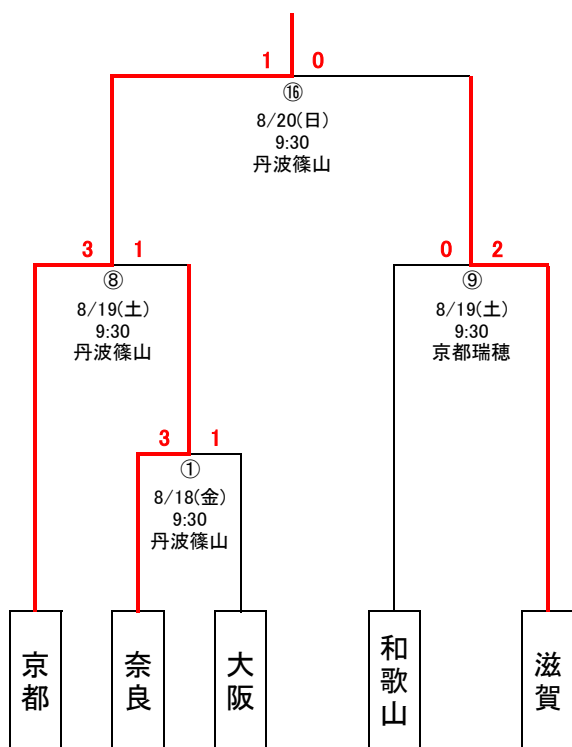 1 0
⑯
8/20(日)
9:30
丹波篠山
3 1
⑧
8/19(土)
9:30
丹波篠山
0 2
⑨
8/19(土)
9:30
京都瑞穂
3 1
①
8/18(金)
9:30
丹波篠山
京都
奈良
大阪
和歌山
滋賀